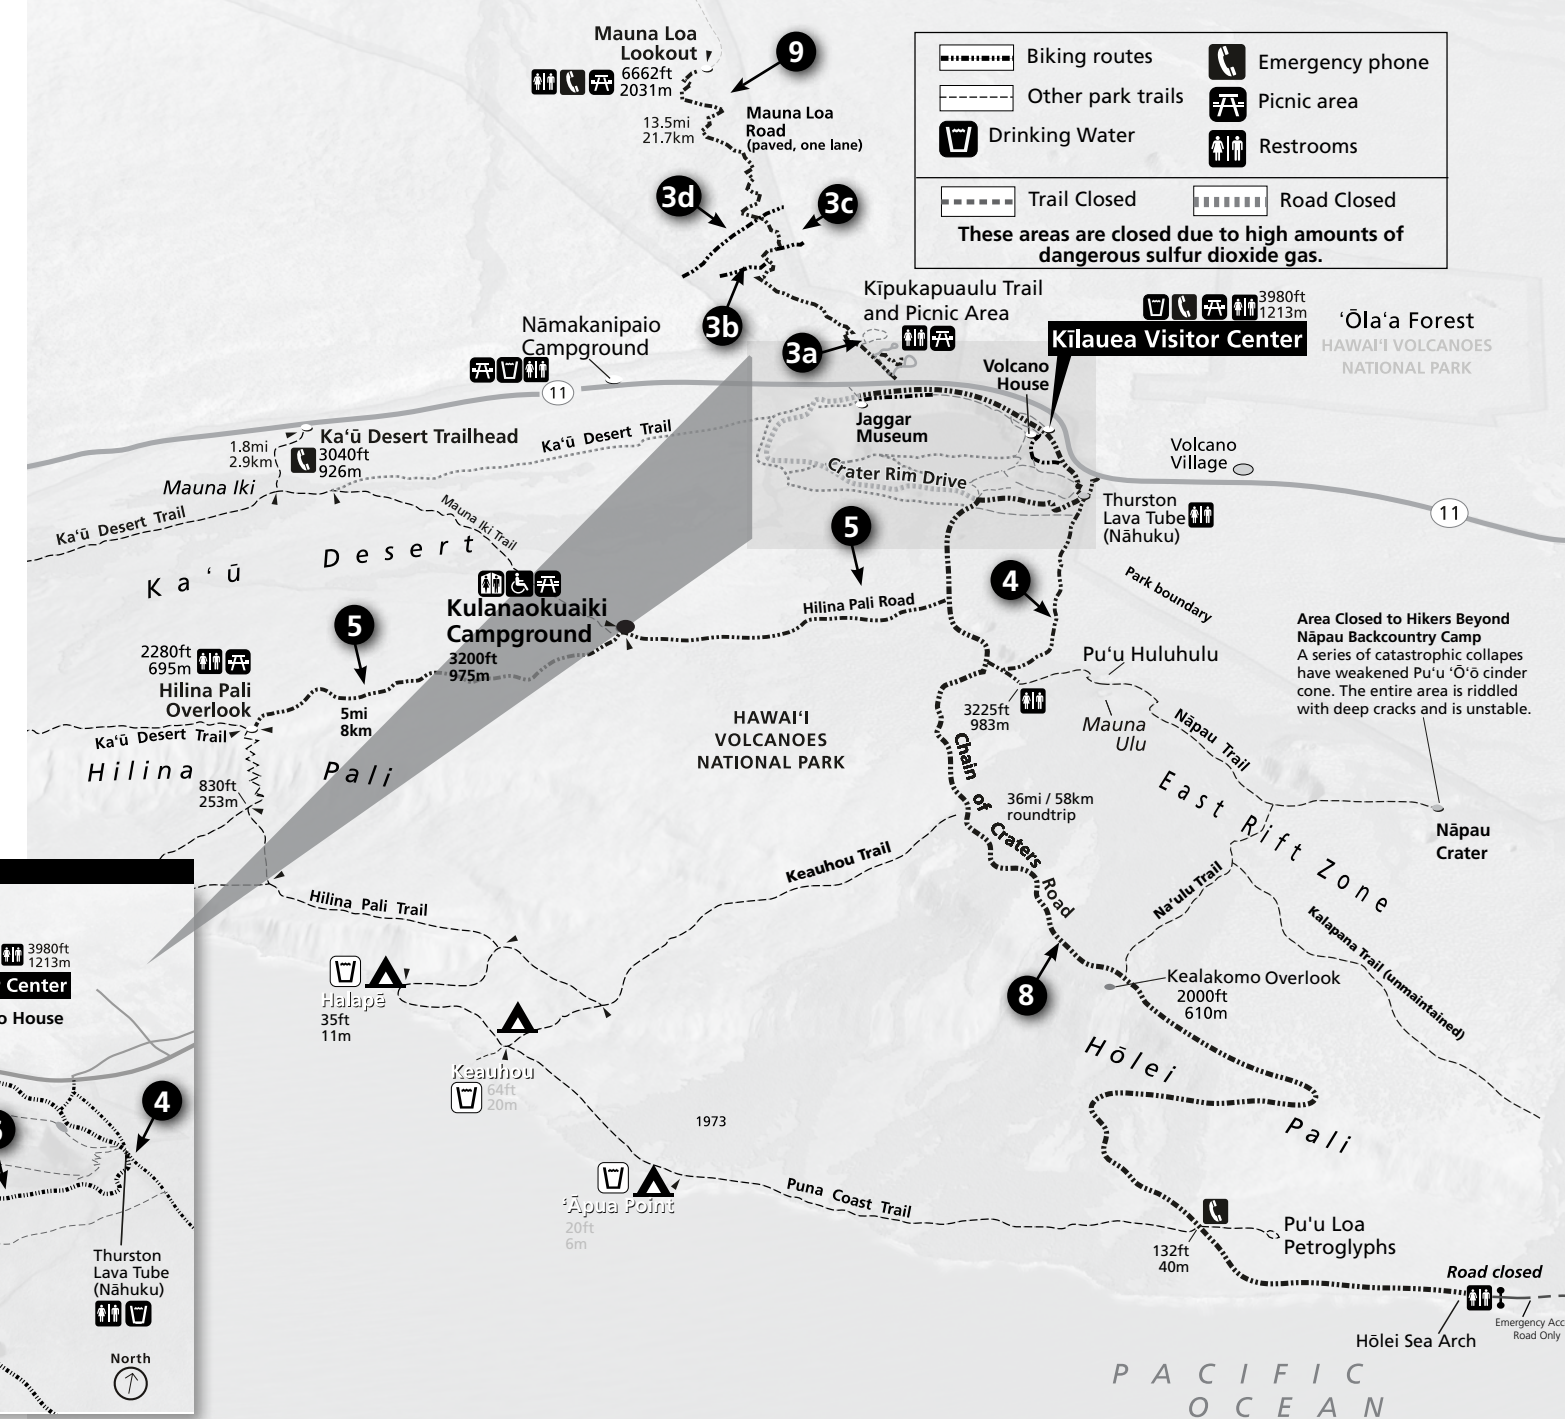 Mauna Loa
Lookout
6662ft
2031m
9
13.5mi
21.7km
Mauna Loa
Road
(paved, one lane)
Biking routes
Other park trails
Drinking Water
Emergency phone
Picnic area
Restrooms
Trail Closed
Road Closed
These areas are closed due to high amounts of
dangerous sulfur dioxide gas.
3d
3c
3b
3a
Kīpukapuaulu Trail
and Picnic Area
3980ft
1213m
Kīlauea Visitor Center
ʻŌlaʻa Forest
HAWAIʻI VOLCANOES
NATIONAL PARK
Nāmakanipaio
Campground
11
Volcano
House
Jaggar
Museum
Crater Rim Drive
Volcano
Village
11
Thurston
Lava Tube
(Nāhuku)
1.8mi
2.9km
Kaʻū Desert Trailhead
3040ft
926m
Kaʻū Desert Trail
Mauna Iki
Kaʻū Desert Trail
Mauna Iki Trail
Kaʻū Desert
5
4
Park boundary
Hilina Pali Road
Kulanaokuaiki
Campground
3200ft
975m
5
2280ft
695m
Hilina Pali
Overlook
5mi
8km
Kaʻū Desert Trail
Hilina Pali
830ft
253m
HAWAIʻI
VOLCANOES
NATIONAL PARK
Area Closed to Hikers Beyond
Nāpau Backcountry Camp
A series of catastrophic collapes
have weakened Puʻu ʻŌʻō cinder
cone. The entire area is riddled
with deep cracks and is unstable.
Puʻu Huluhulu
3225ft
983m
Mauna
Ulu
Nāpau Trail
East Rift Zone
Nāpau
Crater
Chain of Craters Road
36mi / 58km
roundtrip
Keauhou Trail
Naʻulu Trail
Kalapana Trail (unmaintained)
Hilina Pali Trail
Halapē
35ft
11m
Keauhou
64ft
20m
8
Kealakomo Overlook
2000ft
610m
Hōlei Pali
1973
ʻĀpua Point
20ft
6m
Puna Coast Trail
Pu'u Loa
Petroglyphs
132ft
40m
Road closed
Emergency Acc
Road Only
Hōlei Sea Arch
PACIFIC
OCEAN
3980ft
1213m
Center
o House
4
Thurston
Lava Tube
(Nāhuku)
North